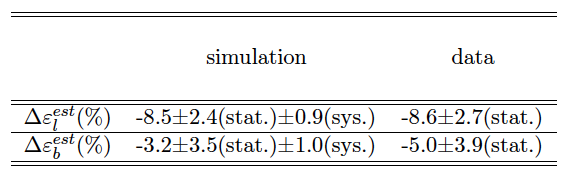 simulation data
Δε_l^{est}(%) -8.5±2.4(stat.)±0.9(sys.) -8.6±2.7(stat.)
Δε_b^{est}(%) -3.2±3.5(stat.)±1.0(sys.) -5.0±3.9(stat.)